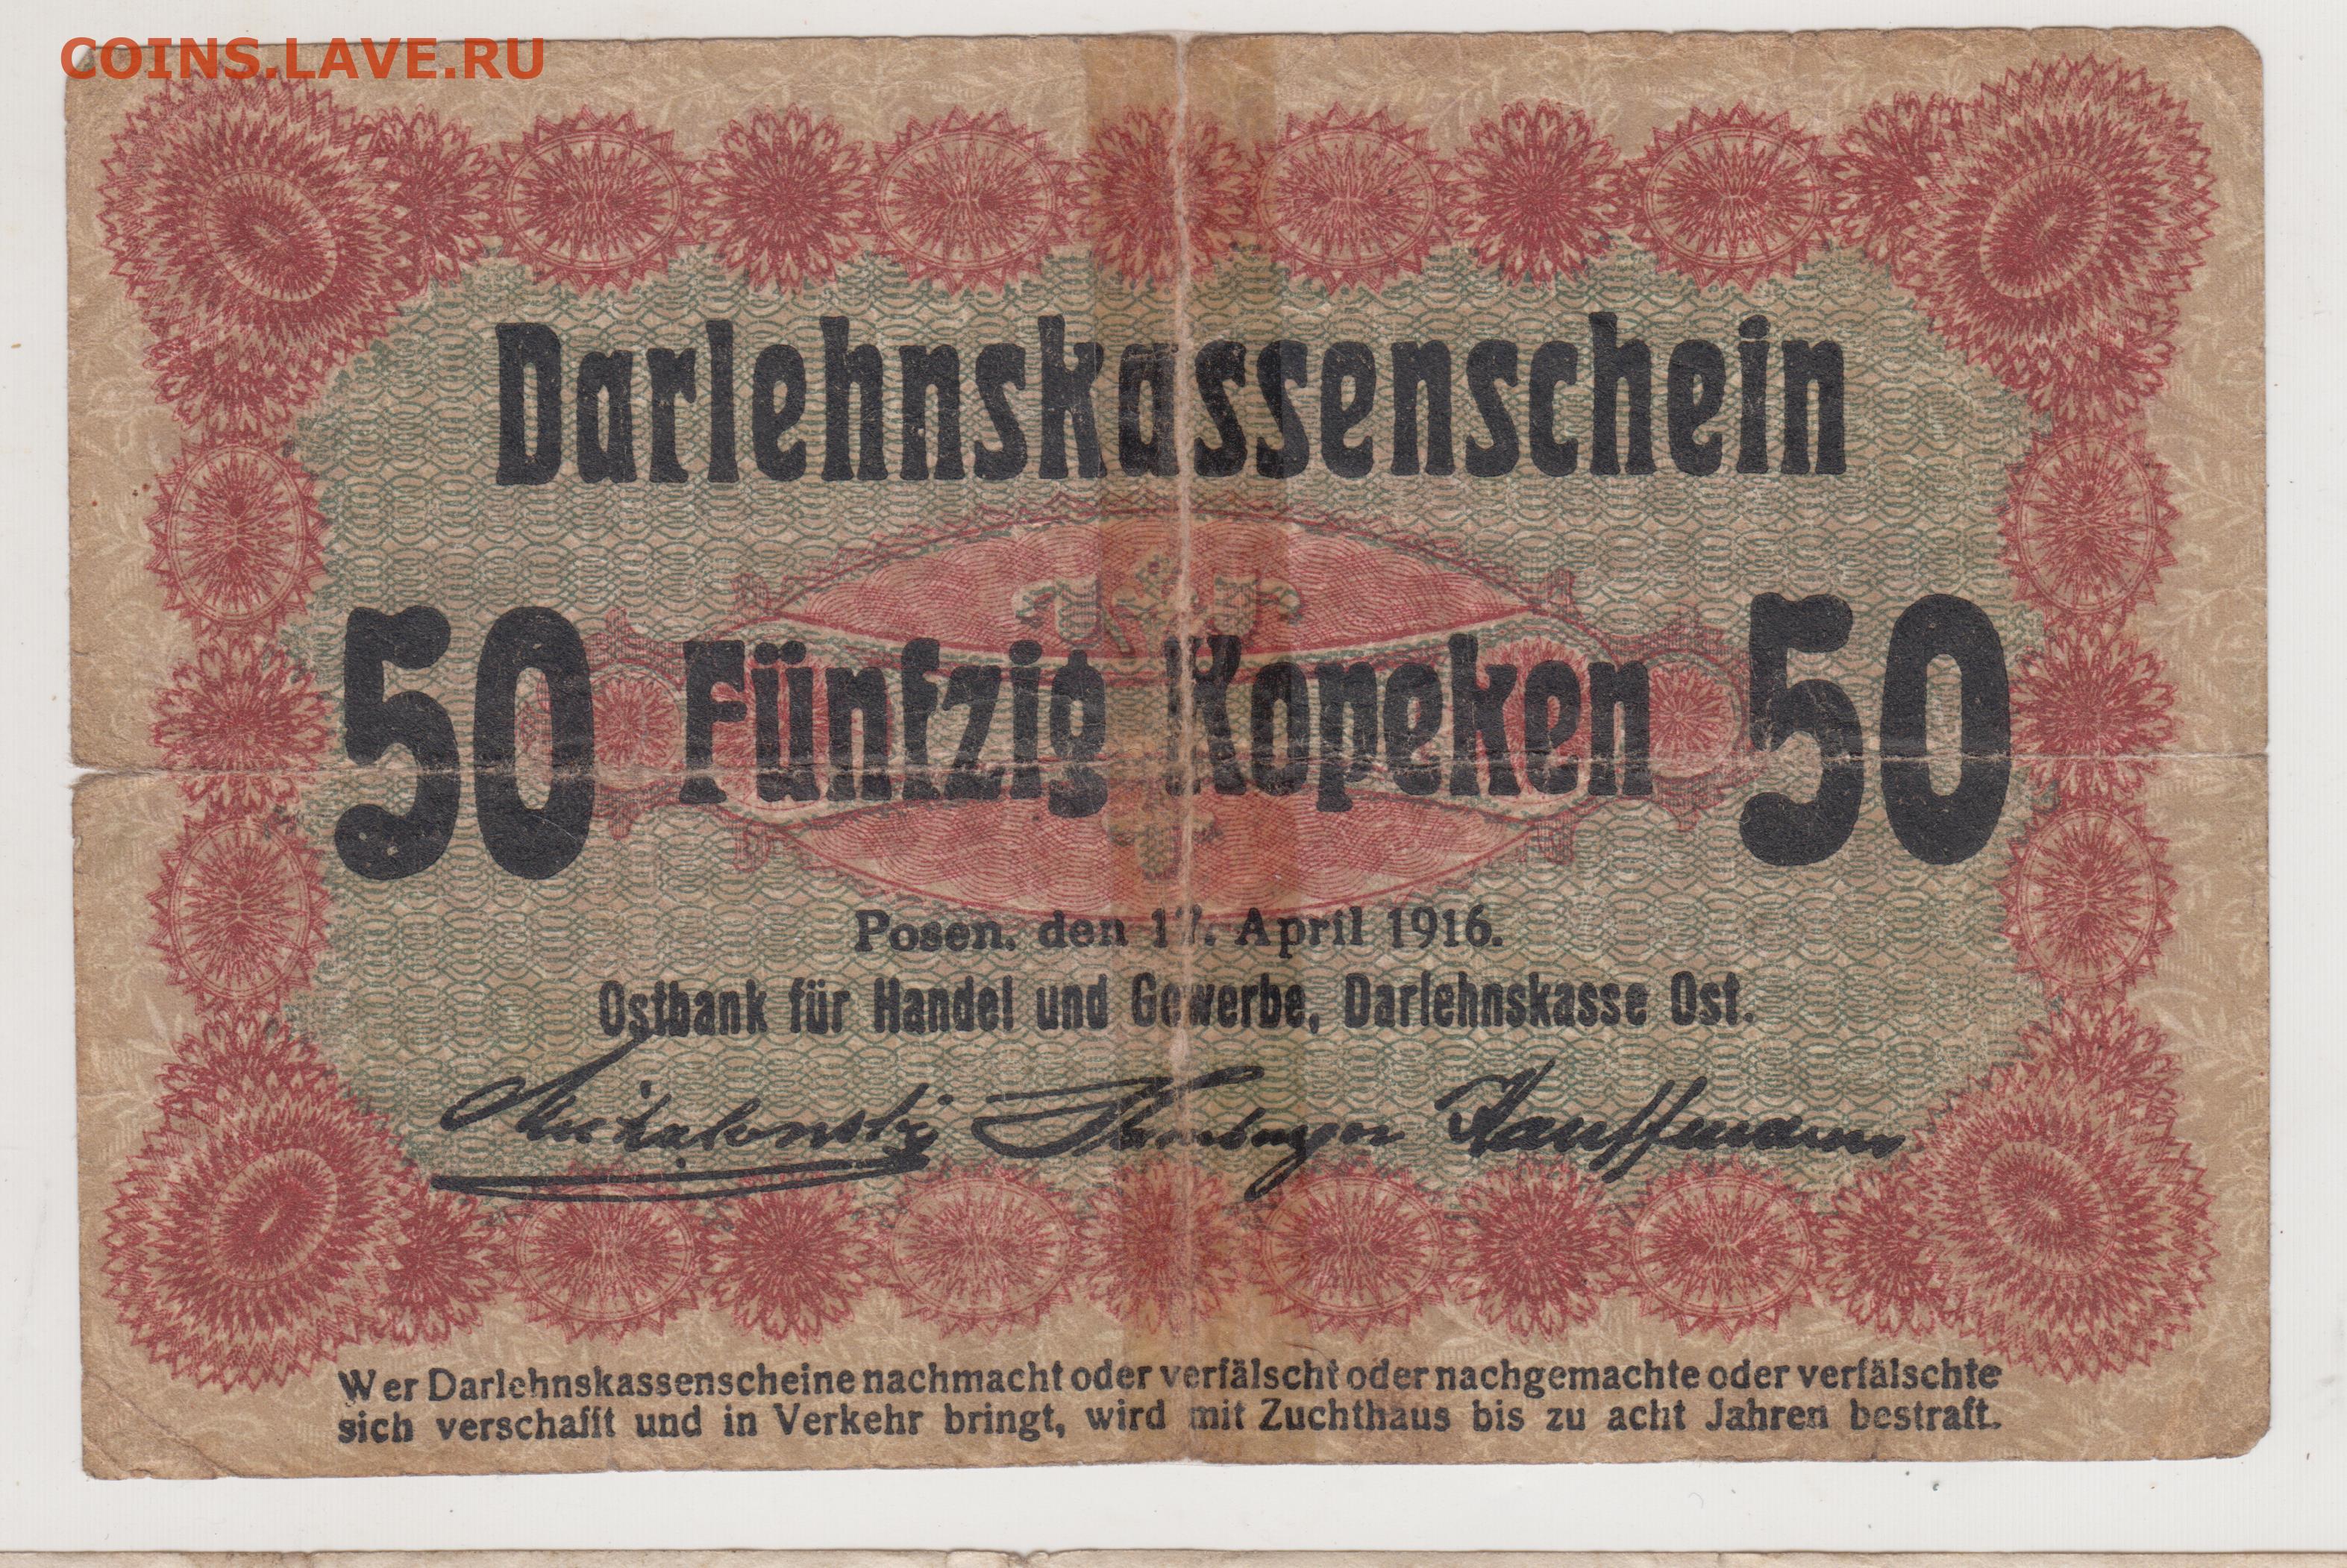 COINS.LAVE.RU
Darlehnskassenschein
50 Fünfzig Kopeken 50
Posen, den 17. April 1916.
Ostbank für Handel und Gewerbe, Darlehnskasse Ost.
Kauffmann
Wer Darlehnskassenscheine nachmacht oder verfälscht oder nachgemachte oder verfälschte
sich verschafft und in Verkehr bringt, wird mit Zuchthaus bis zu acht Jahren bestraft.